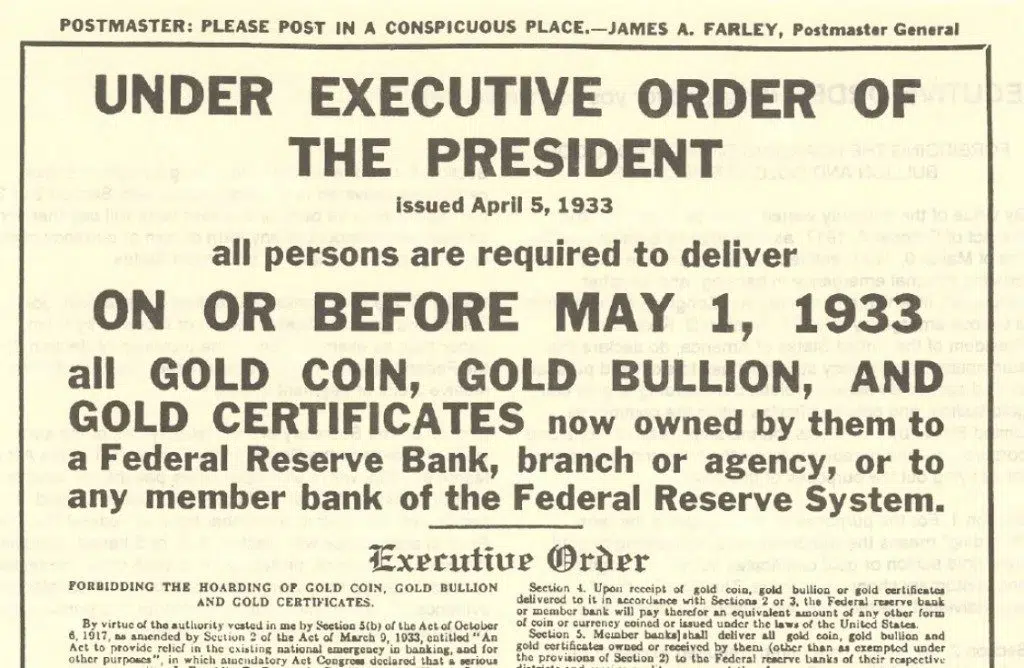 POSTMASTER: PLEASE POST IN A CONSPICUOUS PLACE.—JAMES A. FARLEY, Postmaster General
UNDER EXECUTIVE ORDER OF
THE PRESIDENT
issued April 5, 1933
all persons are required to deliver
ON OR BEFORE MAY 1, 1933
all GOLD COIN, GOLD BULLION, AND
GOLD CERTIFICATES now owned by them to
a Federal Reserve Bank, branch or agency, or to
any member bank of the Federal Reserve System.
Executive Order
FORBIDDING THE HOARDING OF GOLD COIN, GOLD BULLION
AND GOLD CERTIFICATES.
By virtue of the authority vested in me by Section 5(b) of the Act of October
6, 1917, as amended by Section 2 of the Act of March 9, 1933, entitled "An
Act to provide relief in the existing national emergency in banking, and for
other purposes", in which amendatory Act Congress declared that a serious
Section 4. Upon receipt of gold coin, gold bullion or gold certificates
delivered to it in accordance with Sections 2 or 3, the Federal reserve bank
or member bank will pay therefor an equivalent amount of any other form
of coin or currency coined or issued under the laws of the United States.
Section 5. Member banks shall deliver all gold coin, gold bullion and
gold certificates owned or received by them (other than as exempted under
the provisions of Section 2) to the Federal reserve banks of their respective